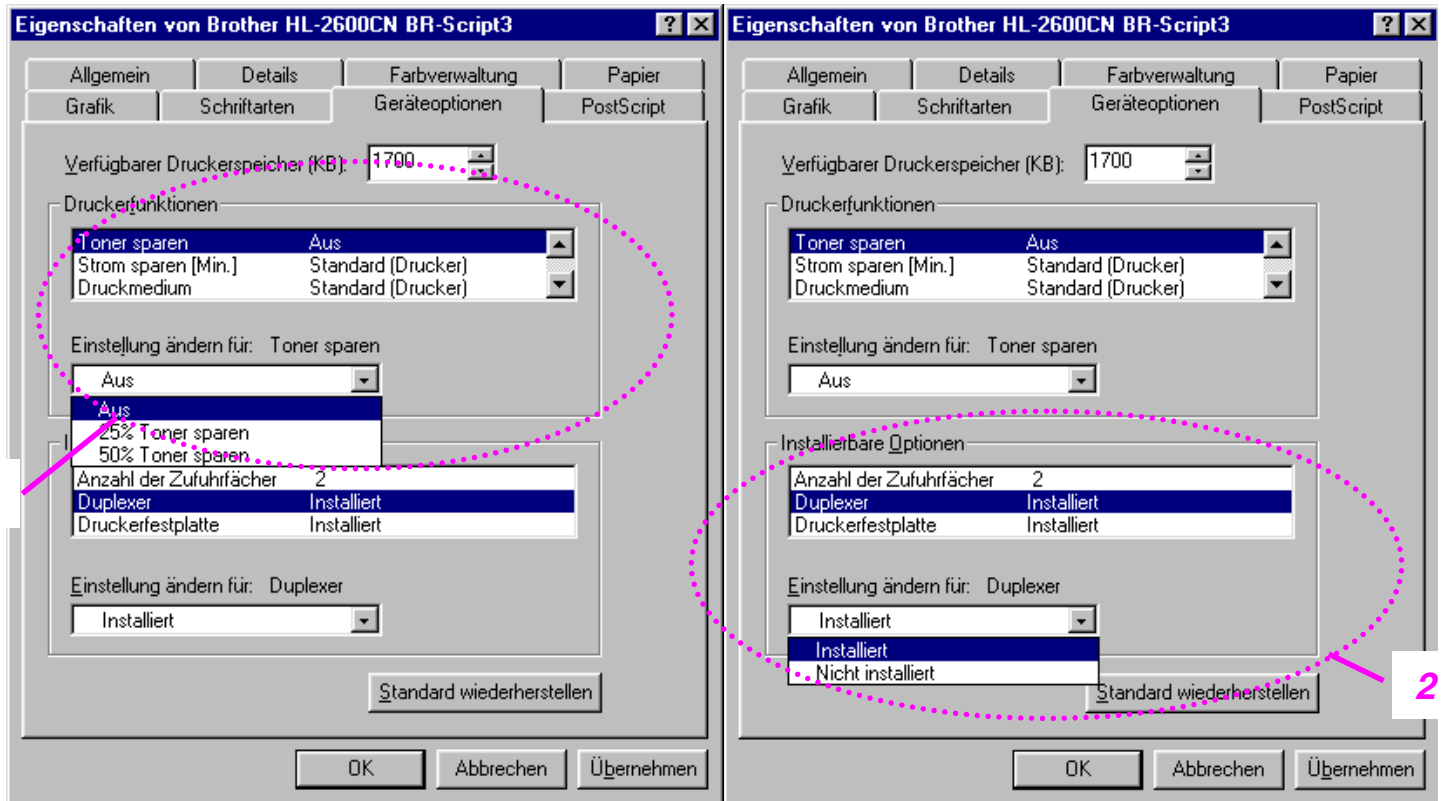 Eigenschaften von Brother HL-2600CN BR-Script3
Allgemein Details Farbverwaltung Papier
Grafik Schriftarten Geräteoptionen PostScript
Verfügbarer Druckerspeicher (KB): 1700
Druckerfunktionen
Toner sparen Aus
Strom sparen [Min.] Standard (Drucker)
Druckmedium Standard (Drucker)
Einstellung ändern für: Toner sparen
Aus
Aus
25% Toner sparen
50% Toner sparen
I
Anzahl der Zufuhrfächer 2
Duplexer Installiert
Druckerfestplatte Installiert
Einstellung ändern für: Duplexer
Installiert
Standard wiederherstellen
OK Abbrechen Übernehmen
Eigenschaften von Brother HL-2600CN BR-Script3
Allgemein Details Farbverwaltung Papier
Grafik Schriftarten Geräteoptionen PostScript
Verfügbarer Druckerspeicher (KB): 1700
Druckerfunktionen
Toner sparen Aus
Strom sparen [Min.] Standard (Drucker)
Druckmedium Standard (Drucker)
Einstellung ändern für: Toner sparen
Aus
Installierbare Optionen
Anzahl der Zufuhrfächer 2
Duplexer Installiert
Druckerfestplatte Installiert
Einstellung ändern für: Duplexer
Installiert
Installiert
Nicht installiert
Standard wiederherstellen
2
OK Abbrechen Übernehmen